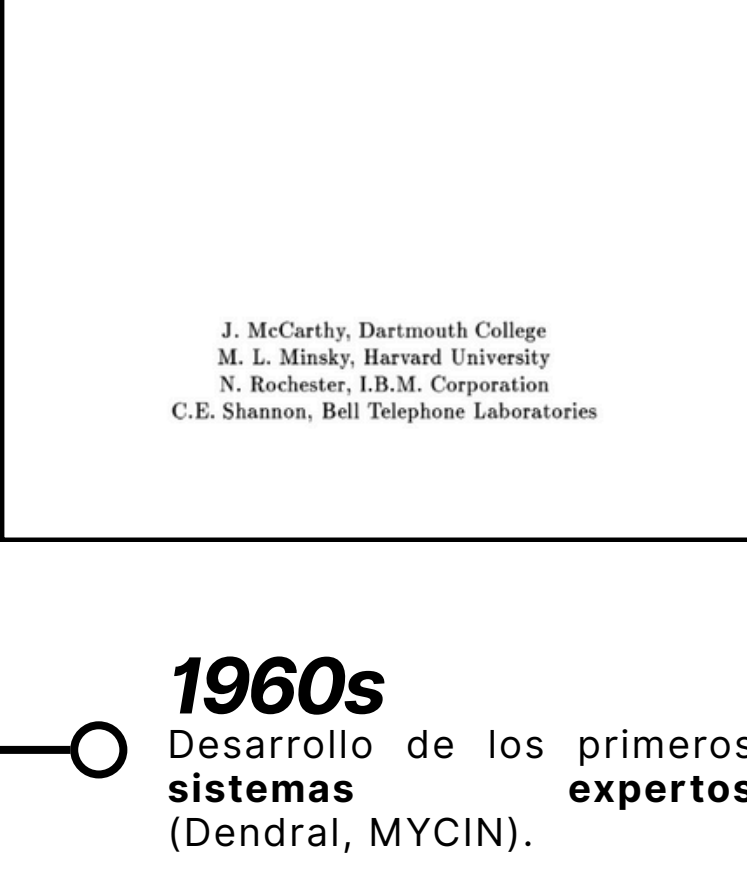 J. McCarthy, Dartmouth College
M. L. Minsky, Harvard University
N. Rochester, I.B.M. Corporation
C.E. Shannon, Bell Telephone Laboratories
1960s
Desarrollo de los primeros
sistemas expertos
(Dendral, MYCIN).